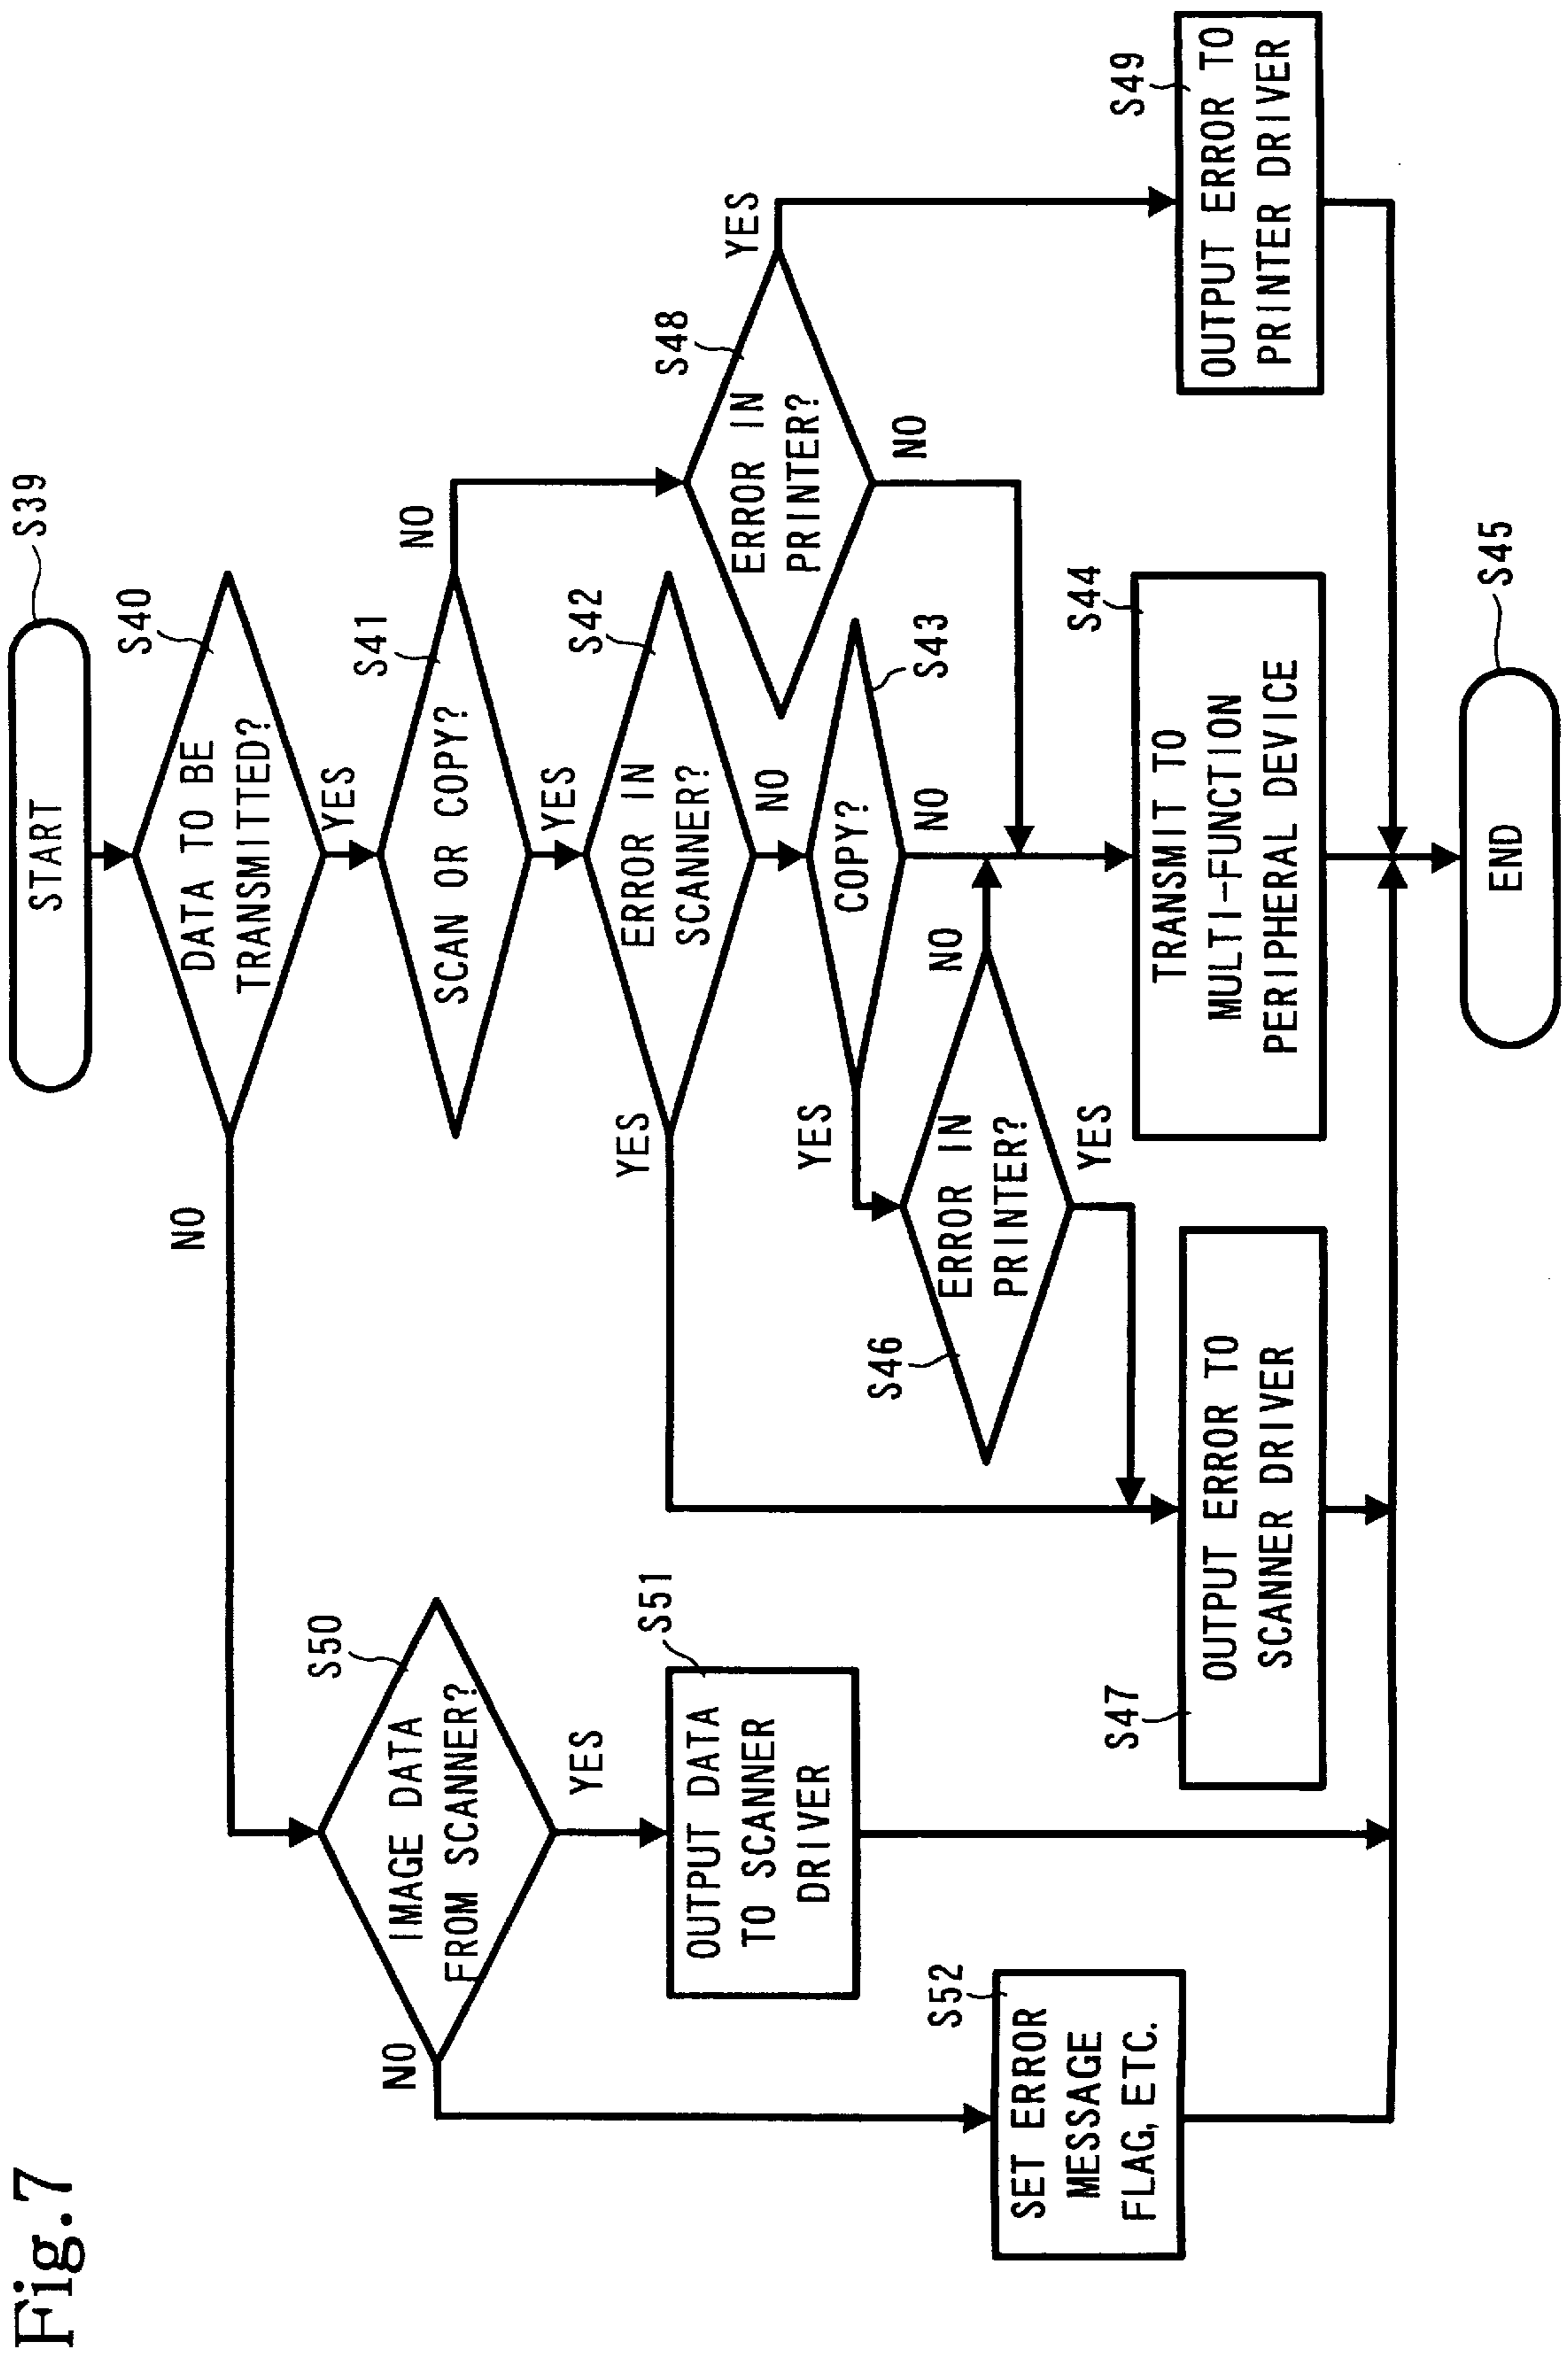 Fig.7
START
S39
DATA TO BE
TRANSMITTED?
S40
NO
YES
SCAN OR COPY?
S41
NO
YES
IMAGE DATA
FROM SCANNER?
S50
NO
YES
ERROR IN
SCANNER?
S42
YES
NO
ERROR IN
PRINTER?
S48
YES
NO
OUTPUT DATA
TO SCANNER
DRIVER
S51
COPY?
S43
YES
NO
ERROR IN
PRINTER?
S46
NO
YES
SET ERROR
MESSAGE
FLAG, ETC.
S52
OUTPUT ERROR TO
SCANNER DRIVER
S47
TRANSMIT TO
MULTI-FUNCTION
PERIPHERAL DEVICE
S44
OUTPUT ERROR TO
PRINTER DRIVER
S49
END
S45